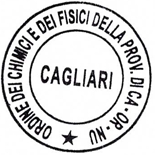 ORDINE DEI CHIMICI E DEI FISICI DELLA PROV. DI CA-OR-NU
CAGLIARI